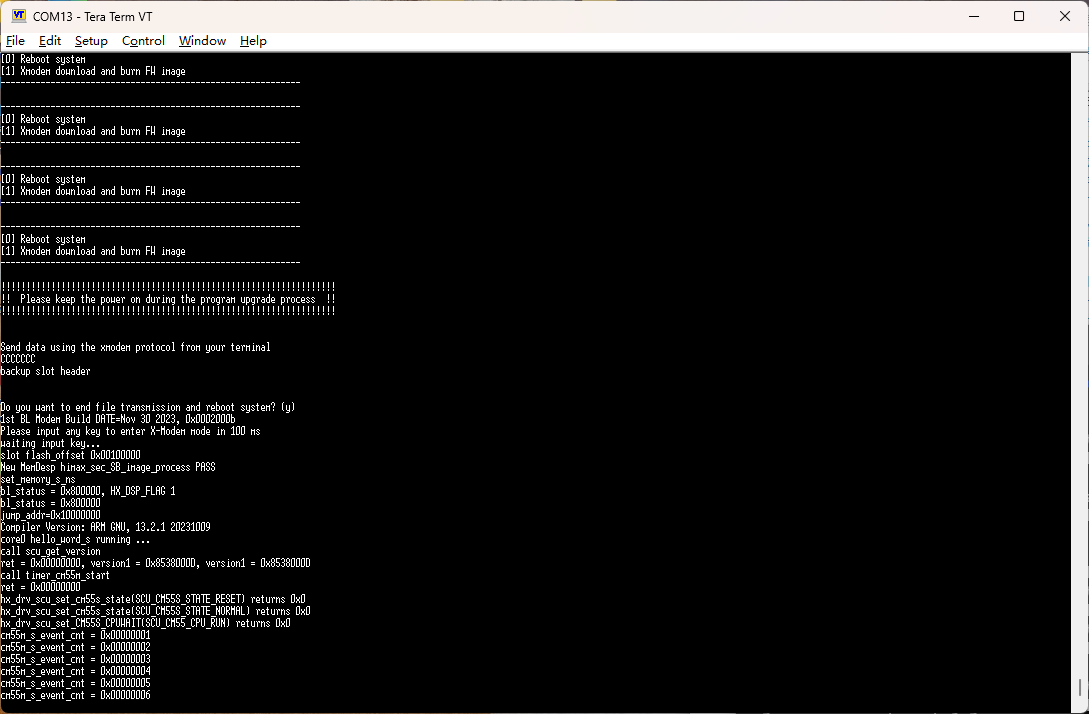 COM13 - Tera Term VT
File Edit Setup Control Window Help
[0] Reboot system
[1] Xmodem download and burn FW image
------------------------------------------------------------
------------------------------------------------------------
[0] Reboot system
[1] Xmodem download and burn FW image
------------------------------------------------------------
------------------------------------------------------------
[0] Reboot system
[1] Xmodem download and burn FW image
------------------------------------------------------------
------------------------------------------------------------
[0] Reboot system
[1] Xmodem download and burn FW image
------------------------------------------------------------
!!!!!!!!!!!!!!!!!!!!!!!!!!!!!!!!!!!!!!!!!!!!!!!!!!!!!!!!!!!!!!!!!!!
!!  Please keep the power on during the program upgrade process  !!
!!!!!!!!!!!!!!!!!!!!!!!!!!!!!!!!!!!!!!!!!!!!!!!!!!!!!!!!!!!!!!!!!!!
Send data using the xmodem protocol from your terminal
CCCCCCC
backup slot header
Do you want to end file transmission and reboot system? (y)
1st BL Modem Build DATE=Nov 30 2023, 0x0002000b
Please input any key to enter X-Modem mode in 100 ms
waiting input key...
slot flash_offset 0x00100000
New MemDesp himax_sec_SB_image_process PASS
set_memory_s_ns
bl_status = 0x800000, HX_DSP_FLAG 1
bl_status = 0x800000
jump_addr=0x10000000
Compiler Version: ARM GNU, 13.2.1 20231009
core0 hello_word_s running ...
call scu_get_version
ret = 0x00000000, version1 = 0x8538000D, version1 = 0x8538000D
call timer_cm55m_start
ret = 0x00000000
hx_drv_scu_set_cm55s_state(SCU_CM55S_STATE_RESET) returns 0x0
hx_drv_scu_set_cm55s_state(SCU_CM55S_STATE_NORMAL) returns 0x0
hx_drv_scu_set_CM55S_CPUWAIT(SCU_CM55_CPU_RUN) returns 0x0
cm55m_s_event_cnt = 0x00000001
cm55m_s_event_cnt = 0x00000002
cm55m_s_event_cnt = 0x00000003
cm55m_s_event_cnt = 0x00000004
cm55m_s_event_cnt = 0x00000005
cm55m_s_event_cnt = 0x00000006